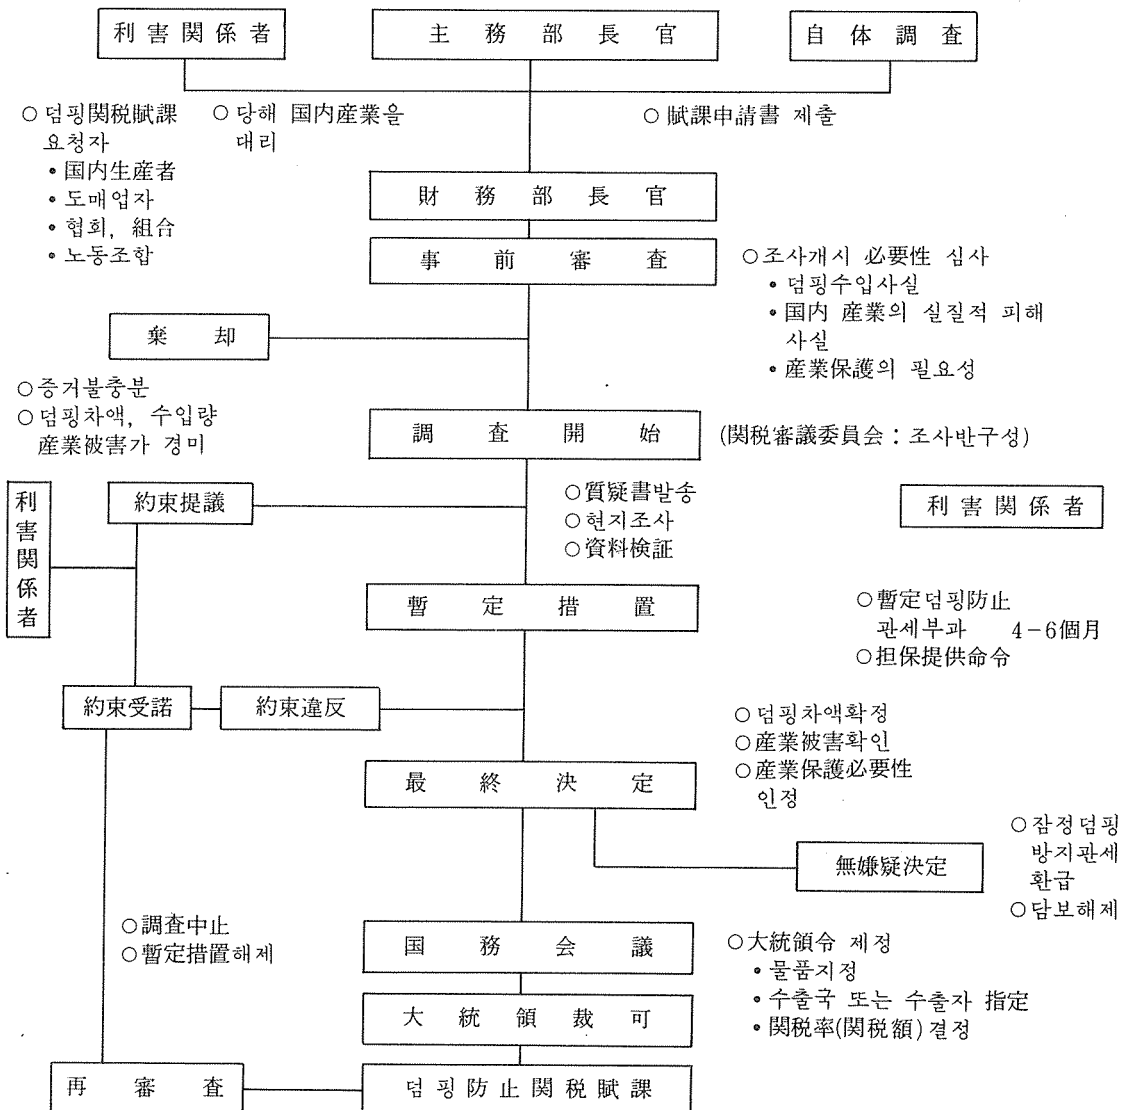 利害関係者
主務部長官
自体調査
○ 덤핑関税賦課
요청자
• 国内生産者
• 도매업자
• 협회, 組合
• 노동조합
○ 당해 国内産業을
대리
○ 賦課申請書 제출
財務部長官
事前審査
○ 조사개시 必要性 심사
• 덤핑수입사실
• 国内 産業의 실질적 피해
사실
• 産業保護의 필요성
棄却
○ 증거불충분
○ 덤핑차액, 수입량
産業被害가 경미
調査開始
(関税審議委員会 : 조사반구성)
利害関係者
約束提議
○ 質疑書발송
○ 현지조사
○ 資料検証
利害関係者
暫定措置
○ 暫定덤핑防止
관세부과 4-6個月
○ 担保提供命令
約束受諾
約束違反
○ 덤핑차액확정
○ 産業被害확인
○ 産業保護必要性
인정
最終決定
無嫌疑決定
○ 잠정덤핑
방지관세
환급
○ 담보해제
○ 調査中止
○ 暫定措置해제
国務会議
○ 大統領令 제정
• 물품지정
• 수출국 또는 수출자 指定
• 関税率(関税額) 결정
大統領裁可
再審査
덤핑防止関税賦課